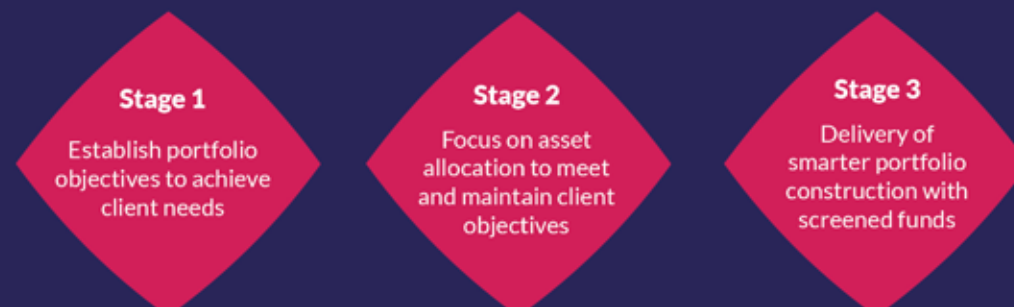 Stage 1
Establish portfolio
objectives to achieve
client needs
Stage 2
Focus on asset
allocation to meet
and maintain client
objectives
Stage 3
Delivery of
smarter portfolio
construction with
screened funds